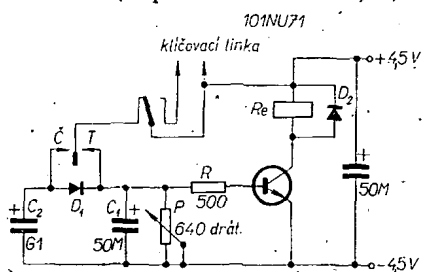 101NU71
klíčovací linka
+4,5V
Re
D₂
Č
T
+
C₂
G1
D₁
C₁
+
50M
P
640 drát.
R
500
+
50M
-4,5V